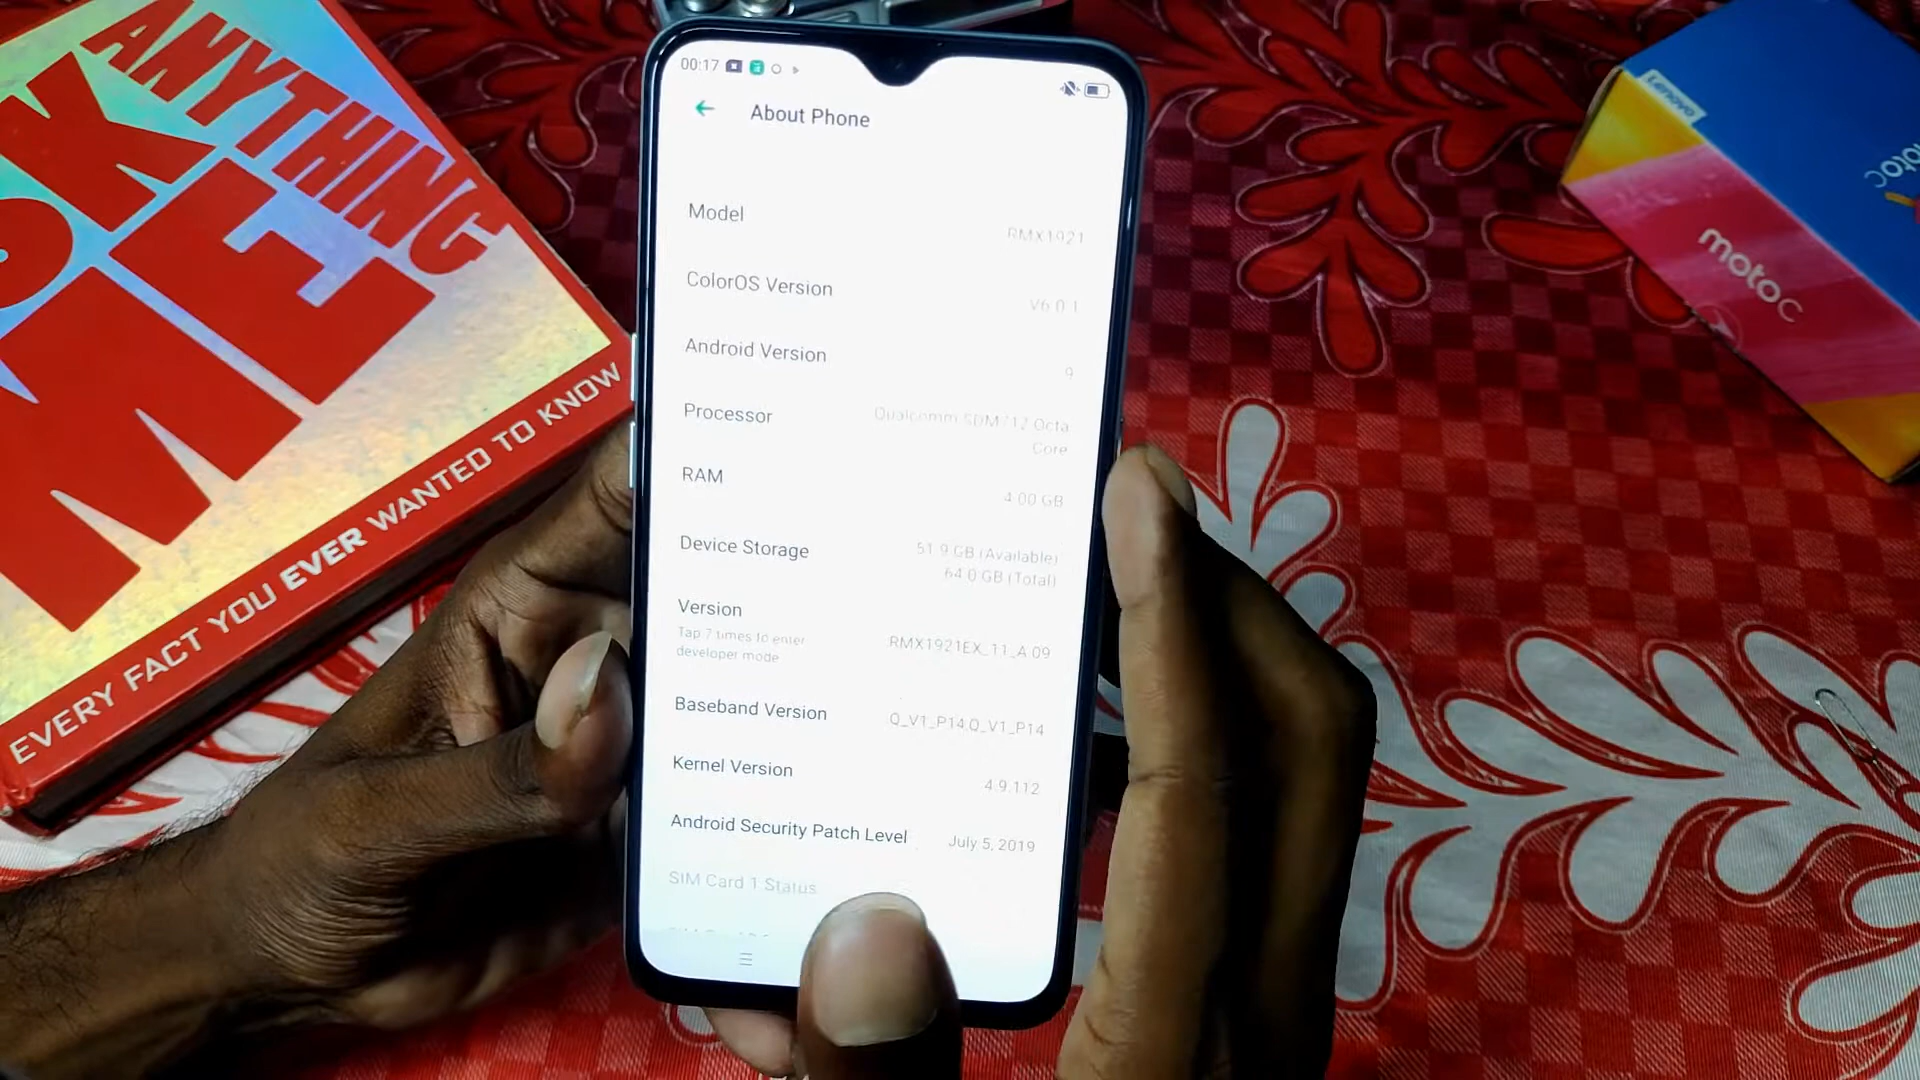 ANYTHING
ME
EVERY FACT YOU EVER WANTED TO KNOW
00:17
About Phone
Model
RMX1921
ColorOS Version
V6.0.1
Android Version
9
Processor
Qualcomm SDM712 Octa
Core
RAM
4.00 GB
Device Storage
51.9 GB (Available)
64.0 GB (Total)
Version
Tap 7 times to enter
developer mode
RMX1921EX_11_A.09
Baseband Version
Q_V1_P14,Q_V1_P14
Kernel Version
4.9.112
Android Security Patch Level
July 5, 2019
SIM Card 1 Status
Lenovo
moto c